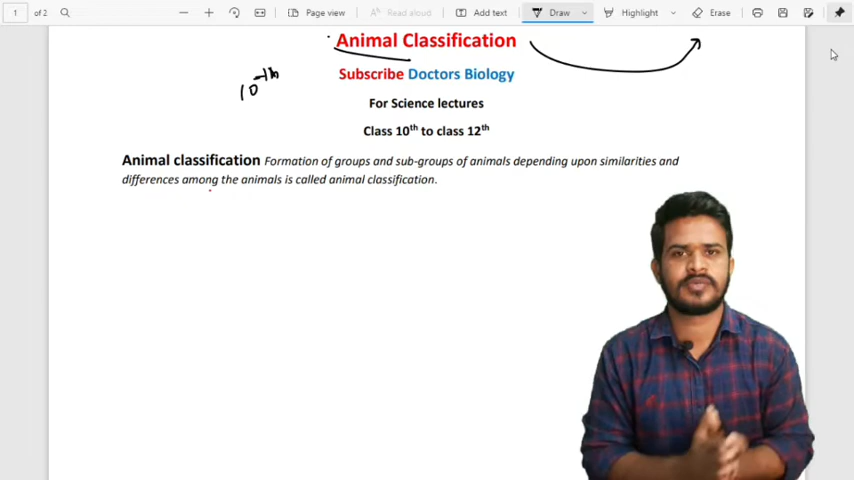 1 of 2 Page view Read aloud Add text Draw Highlight Erase
Animal Classification
Subscribe Doctors Biology
10th
For Science lectures
Class 10th to class 12th
Animal classification Formation of groups and sub-groups of animals depending upon similarities and
differences among the animals is called animal classification.